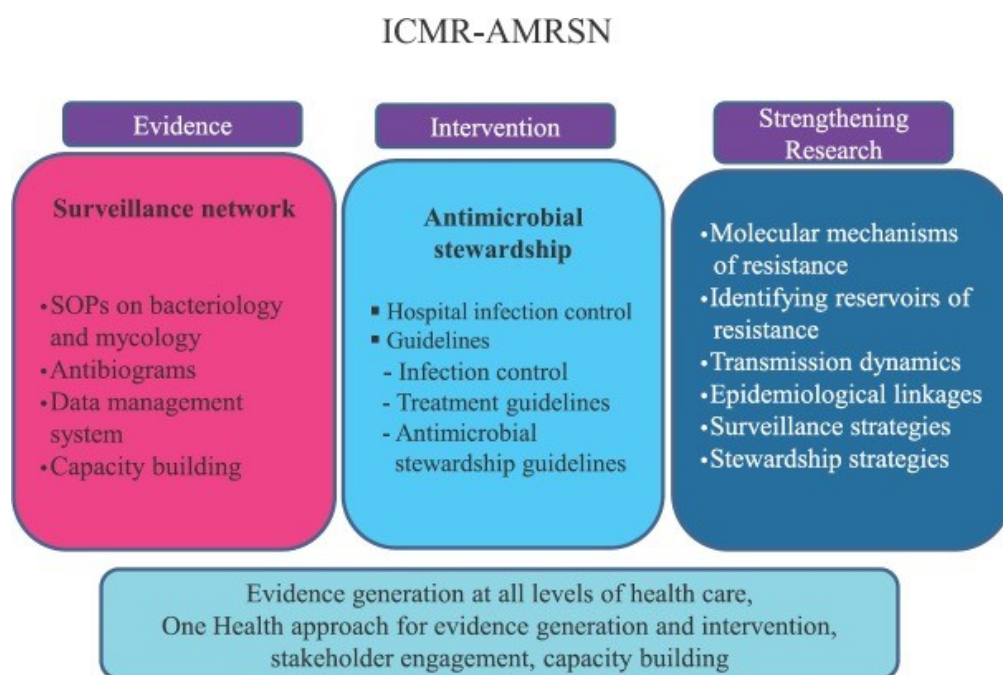 ICMR-AMRSN
Evidence
Surveillance network
•SOPs on bacteriology
and mycology
•Antibiograms
•Data management
system
•Capacity building
Intervention
Antimicrobial
stewardship
▪ Hospital infection control
▪ Guidelines
- Infection control
- Treatment guidelines
- Antimicrobial
stewardship guidelines
Strengthening
Research
•Molecular mechanisms
of resistance
•Identifying reservoirs of
resistance
•Transmission dynamics
•Epidemiological linkages
•Surveillance strategies
•Stewardship strategies
Evidence generation at all levels of health care,
One Health approach for evidence generation and intervention,
stakeholder engagement, capacity building